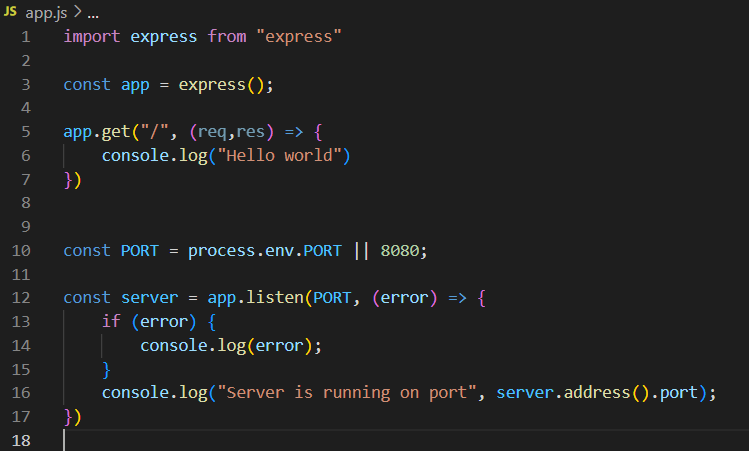 JS app.js > ...
1 import express from "express"
2
3 const app = express();
4
5 app.get("/", (req,res) => {
6     console.log("Hello world")
7 })
8
9
10 const PORT = process.env.PORT || 8080;
11
12 const server = app.listen(PORT, (error) => {
13     if (error) {
14         console.log(error);
15     }
16     console.log("Server is running on port", server.address().port);
17 })
18